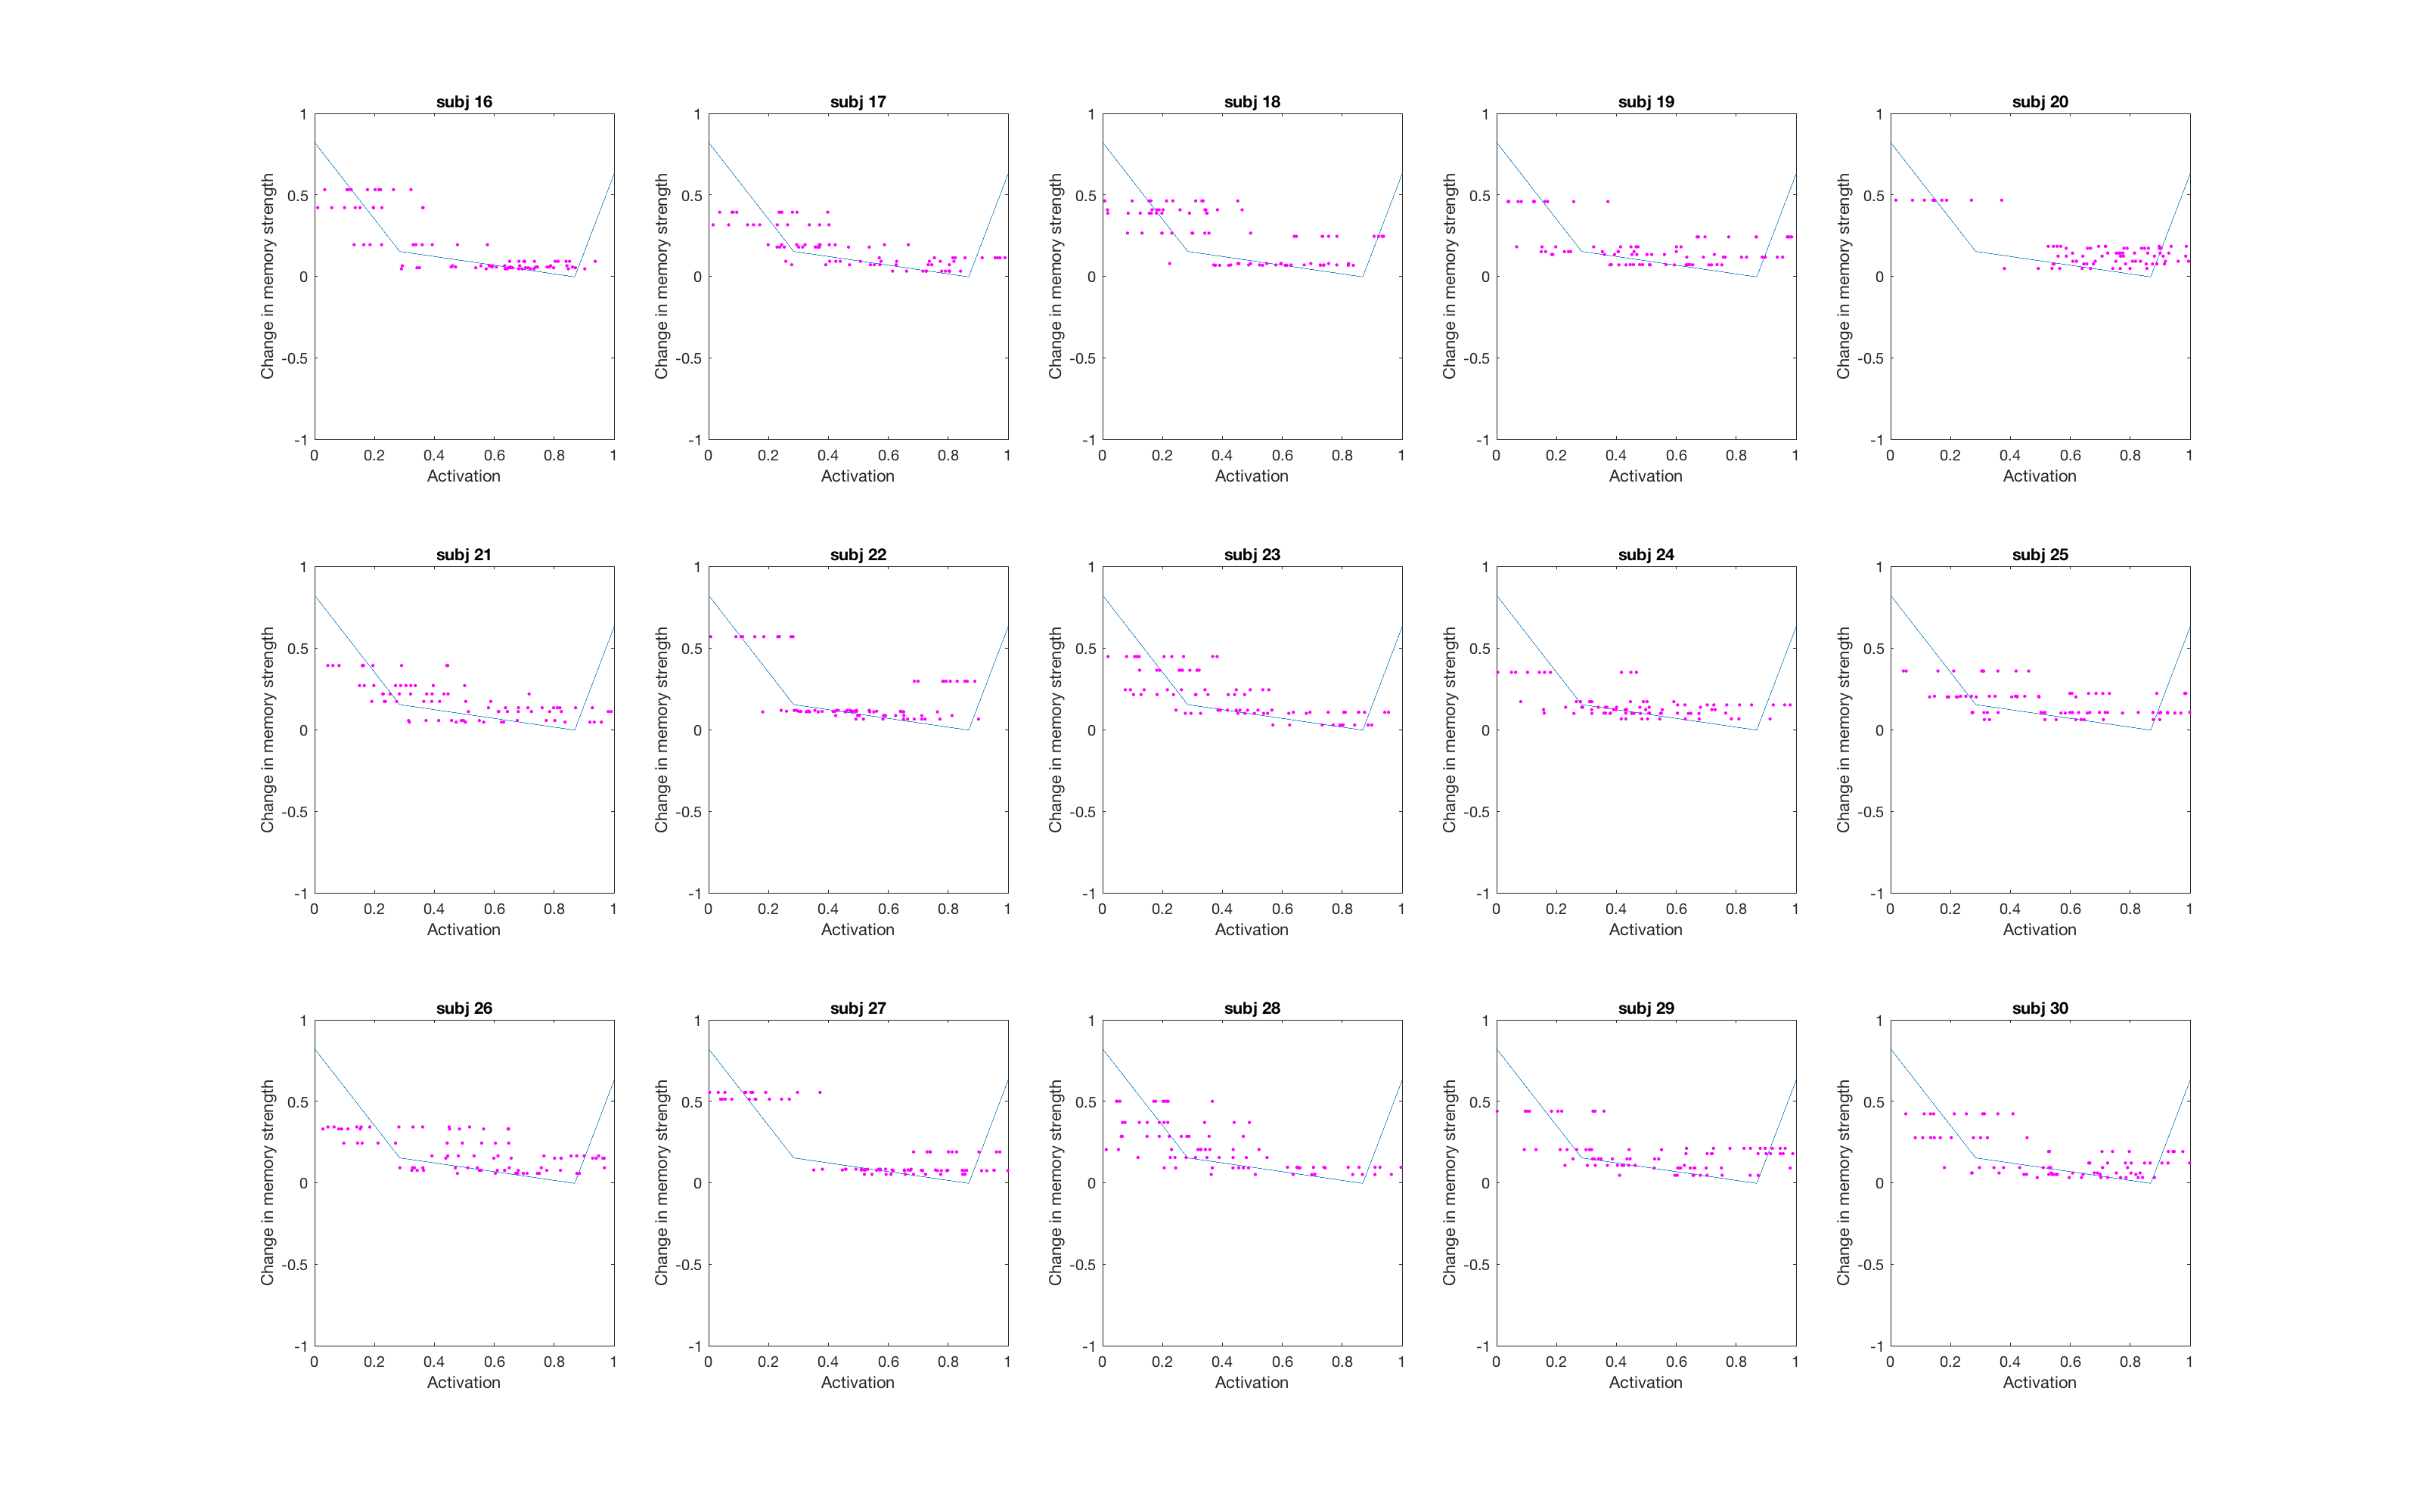 subj 16 subj 17 subj 18 subj 19 subj 20
1 1 1 1 1
0.5 0.5 0.5 0.5 0.5
0 0 0 0 0
-0.5 -0.5 -0.5 -0.5 -0.5
-1 -1 -1 -1 -1
Change in memory strength Change in memory strength Change in memory strength Change in memory strength Change in memory strength
0 0.2 0.4 0.6 0.8 1 0 0.2 0.4 0.6 0.8 1 0 0.2 0.4 0.6 0.8 1 0 0.2 0.4 0.6 0.8 1 0 0.2 0.4 0.6 0.8 1
Activation Activation Activation Activation Activation
subj 21 subj 22 subj 23 subj 24 subj 25
1 1 1 1 1
0.5 0.5 0.5 0.5 0.5
0 0 0 0 0
-0.5 -0.5 -0.5 -0.5 -0.5
-1 -1 -1 -1 -1
Change in memory strength Change in memory strength Change in memory strength Change in memory strength Change in memory strength
0 0.2 0.4 0.6 0.8 1 0 0.2 0.4 0.6 0.8 1 0 0.2 0.4 0.6 0.8 1 0 0.2 0.4 0.6 0.8 1 0 0.2 0.4 0.6 0.8 1
Activation Activation Activation Activation Activation
subj 26 subj 27 subj 28 subj 29 subj 30
1 1 1 1 1
0.5 0.5 0.5 0.5 0.5
0 0 0 0 0
-0.5 -0.5 -0.5 -0.5 -0.5
-1 -1 -1 -1 -1
Change in memory strength Change in memory strength Change in memory strength Change in memory strength Change in memory strength
0 0.2 0.4 0.6 0.8 1 0 0.2 0.4 0.6 0.8 1 0 0.2 0.4 0.6 0.8 1 0 0.2 0.4 0.6 0.8 1 0 0.2 0.4 0.6 0.8 1
Activation Activation Activation Activation Activation